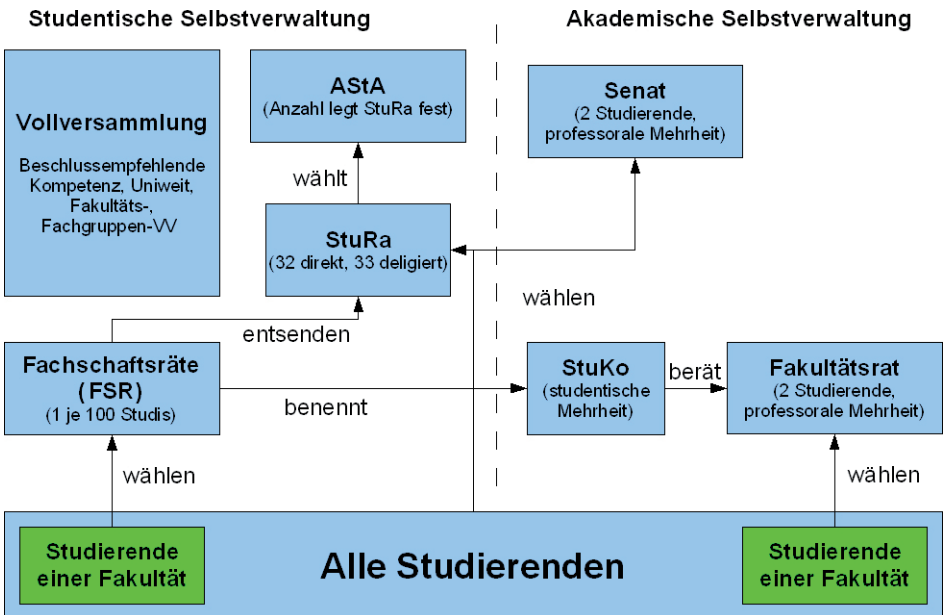 Studentische Selbstverwaltung
Akademische Selbstverwaltung
Vollversammlung
Beschlussempfehlende
Kompetenz, Uniweit,
Fakultäts-,
Fachgruppen-VV
AStA
(Anzahl legt StuRa fest)
Senat
(2 Studierende,
professorale Mehrheit)
wählt
StuRa
(32 direkt, 33 deligiert)
wählen
entsenden
Fachschaftsräte
(FSR)
(1 je 100 Studis)
benennt
StuKo
(studentische
Mehrheit)
berät
Fakultätsrat
(2 Studierende,
professorale Mehrheit)
wählen
wählen
Studierende
einer Fakultät
Alle Studierenden
Studierende
einer Fakultät